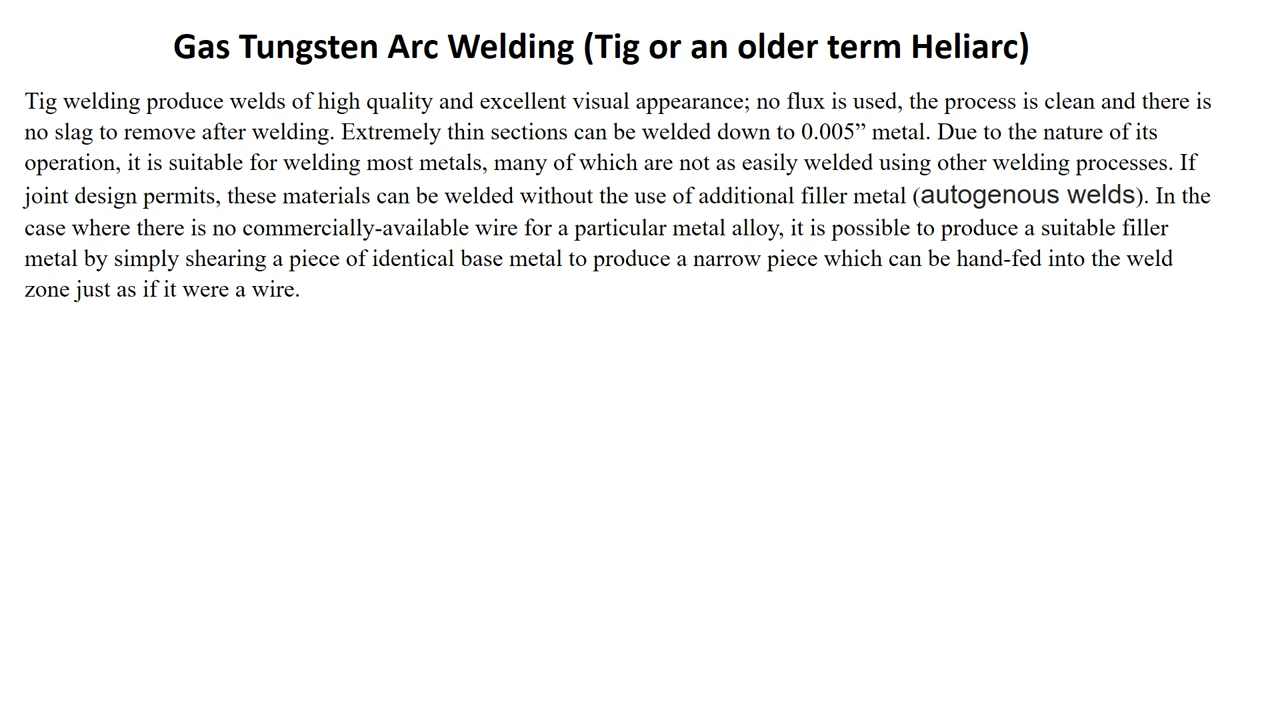 Gas Tungsten Arc Welding (Tig or an older term Heliarc)
Tig welding produce welds of high quality and excellent visual appearance; no flux is used, the process is clean and there is
no slag to remove after welding. Extremely thin sections can be welded down to 0.005” metal. Due to the nature of its
operation, it is suitable for welding most metals, many of which are not as easily welded using other welding processes. If
joint design permits, these materials can be welded without the use of additional filler metal (autogenous welds). In the
case where there is no commercially-available wire for a particular metal alloy, it is possible to produce a suitable filler
metal by simply shearing a piece of identical base metal to produce a narrow piece which can be hand-fed into the weld
zone just as if it were a wire.